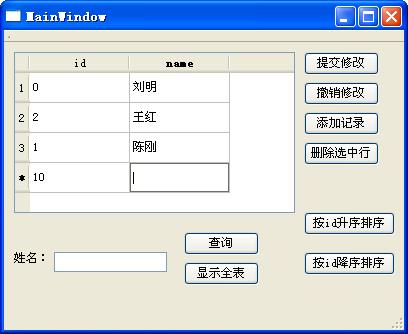 MainWindow
id name
1 0 刘明
2 2 王红
3 1 陈刚
* 10
提交修改
撤销修改
添加记录
删除选中行
按id升序排序
按id降序排序
姓名：
查询
显示全表